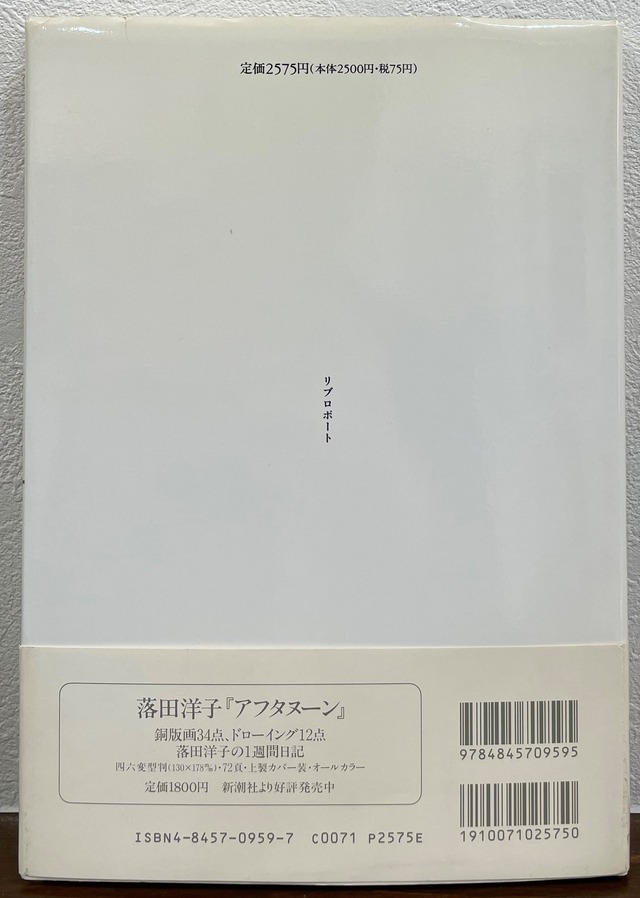 定価2575円(本体2500円・税75円)
リブロポート
落田洋子『アフタヌーン』
銅版画34点、ドローイング12点
落田洋子の1週間日記
四六変型判(130×178㎜)・72頁・上製カバー装・オールカラー
定価1800円 新潮社より好評発売中
9784845709595
1910071025750
ISBN4-8457-0959-7 C0071 P2575E